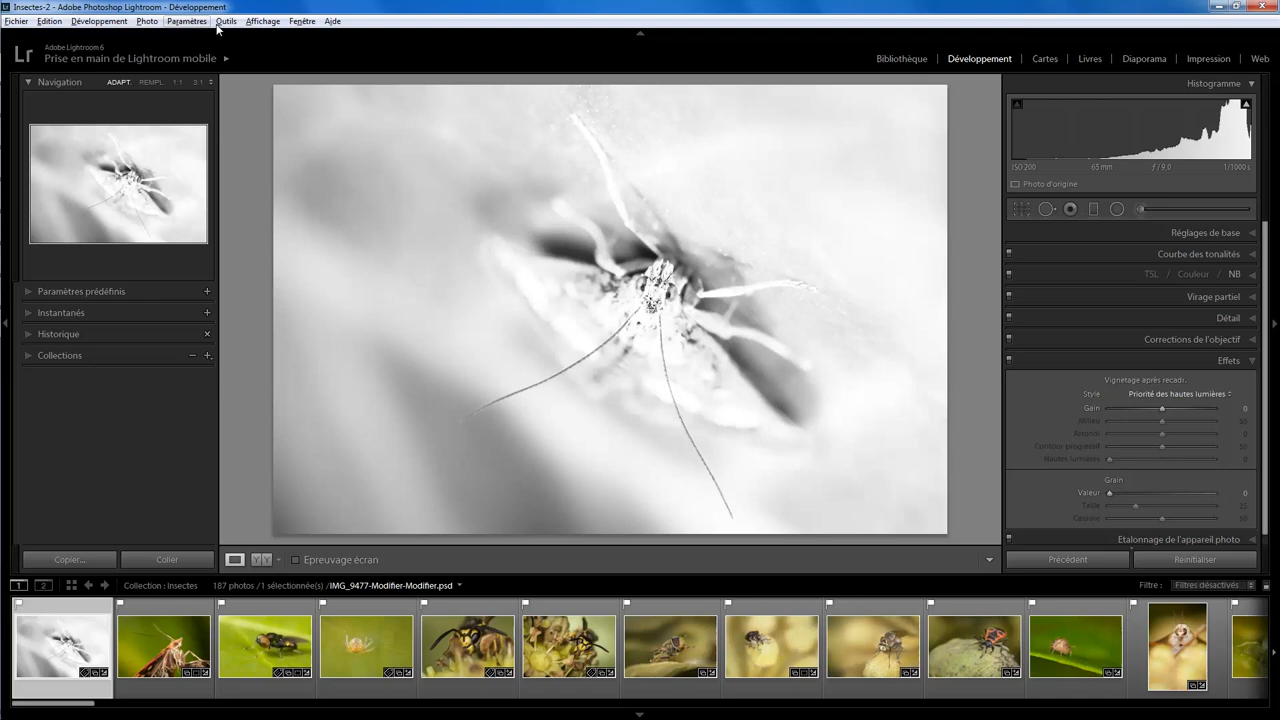 Insectes-2 - Adobe Photoshop Lightroom - Développement
Fichier Edition Développement Photo Paramètres Outils Affichage Fenêtre Aide
Lr
Adobe Lightroom 6
Prise en main de Lightroom mobile
Bibliothèque Développement Cartes Livres Diaporama Impression Web
Navigation ADAPT. REMPL. 1:1 3:1
Histogramme
ISO 200 65 mm ƒ / 9,0 1/1000 s
Photo d'origine
Réglages de base
Courbe des tonalités
TSL / Couleur / NB
Paramètres prédéfinis
Virage partiel
Instantanés
Détail
Historique
Corrections de l'objectif
Collections
Effets
Vignetage après recadr.
Style Priorité des hautes lumières
Gain 0
Milieu 50
Arrondi 0
Contour progressif 50
Hautes lumières 0
Grain
Valeur 0
Taille 25
Cassure 50
Etalonnage de l'appareil photo
Copier... Coller
YY
Epreuvage écran
Précédent Réinitialiser
1 2
Collection : Insectes
187 photos /1 sélectionnée(s) /IMG_9477-Modifier-Modifier.psd
Filtre : Filtres désactivés